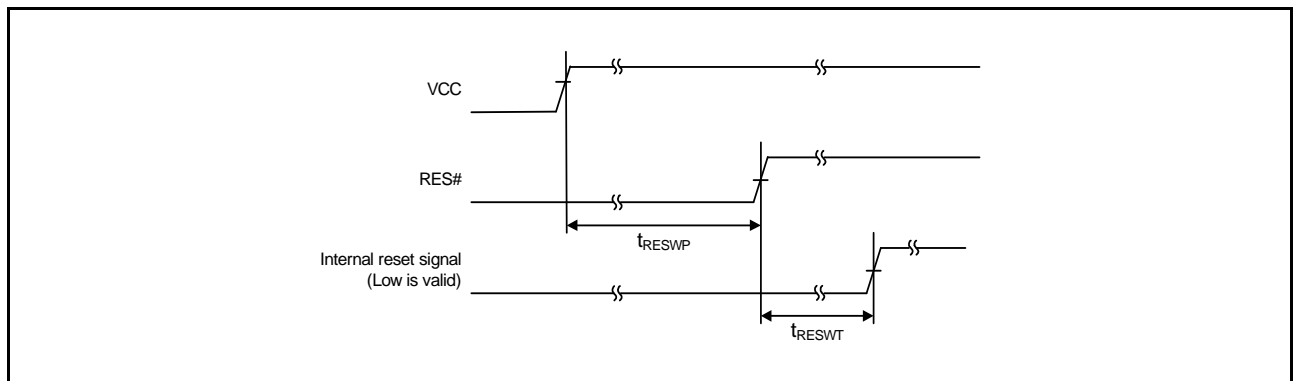 VCC
RES#
tRESWP
Internal reset signal
(Low is valid)
tRESWT